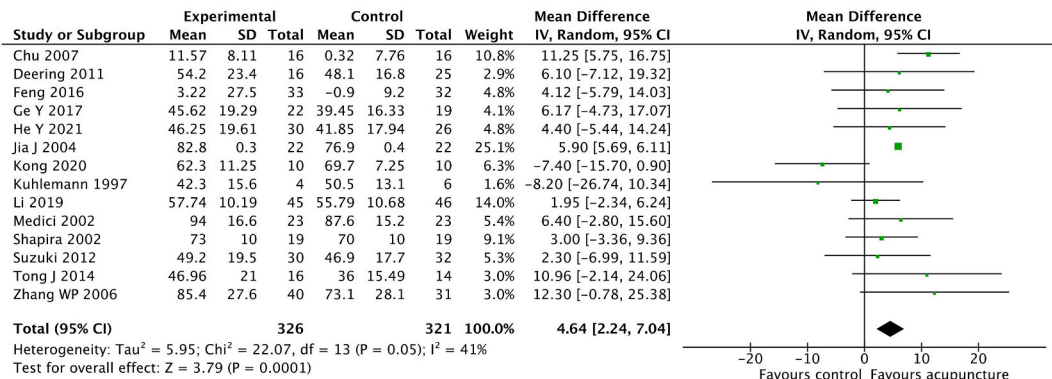 Experimental Control Mean Difference Mean Difference
Study or Subgroup Mean SD Total Mean SD Total Weight IV, Random, 95% CI IV, Random, 95% CI
Chu 2007 11.57 8.11 16 0.32 7.76 16 10.8% 11.25 [5.75, 16.75]
Deering 2011 54.2 23.4 16 48.1 16.8 25 2.9% 6.10 [-7.12, 19.32]
Feng 2016 3.22 27.5 33 -0.9 9.2 32 4.8% 4.12 [-5.79, 14.03]
Ge Y 2017 45.62 19.29 22 39.45 16.33 19 4.1% 6.17 [-4.73, 17.07]
He Y 2021 46.25 19.61 30 41.85 17.94 26 4.8% 4.40 [-5.44, 14.24]
Jia J 2004 82.8 0.3 22 76.9 0.4 22 25.1% 5.90 [5.69, 6.11]
Kong 2020 62.3 11.25 10 69.7 7.25 10 6.3% -7.40 [-15.70, 0.90]
Kuhlemann 1997 42.3 15.6 4 50.5 13.1 6 1.6% -8.20 [-26.74, 10.34]
Li 2019 57.74 10.19 45 55.79 10.68 46 14.0% 1.95 [-2.34, 6.24]
Medici 2002 94 16.6 23 87.6 15.2 23 5.4% 6.40 [-2.80, 15.60]
Shapira 2002 73 10 19 70 10 19 9.1% 3.00 [-3.36, 9.36]
Suzuki 2012 49.2 19.5 30 46.9 17.7 32 5.3% 2.30 [-6.99, 11.59]
Tong J 2014 46.96 21 16 36 15.49 14 3.0% 10.96 [-2.14, 24.06]
Zhang WP 2006 85.4 27.6 40 73.1 28.1 31 3.0% 12.30 [-0.78, 25.38]
Total (95% CI) 326 321 100.0% 4.64 [2.24, 7.04]
Heterogeneity: Tau² = 5.95; Chi² = 22.07, df = 13 (P = 0.05); I² = 41%
Test for overall effect: Z = 3.79 (P = 0.0001)
-20 -10 0 10 20
Favours control Favours acupuncture